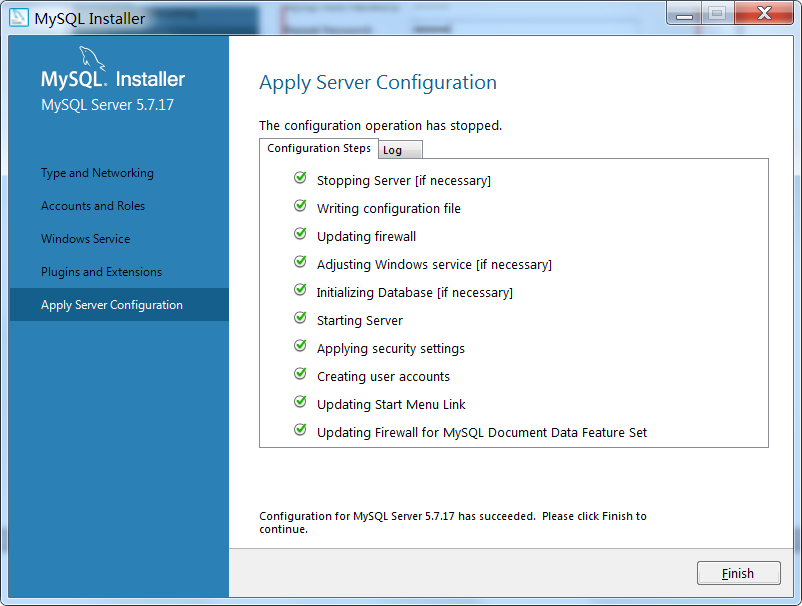 MySQL Installer
MySQL. Installer
MySQL Server 5.7.17
Type and Networking
Accounts and Roles
Windows Service
Plugins and Extensions
Apply Server Configuration
Apply Server Configuration
The configuration operation has stopped.
Configuration Steps
Log
Stopping Server [if necessary]
Writing configuration file
Updating firewall
Adjusting Windows service [if necessary]
Initializing Database [if necessary]
Starting Server
Applying security settings
Creating user accounts
Updating Start Menu Link
Updating Firewall for MySQL Document Data Feature Set
Configuration for MySQL Server 5.7.17 has succeeded. Please click Finish to
continue.
Finish